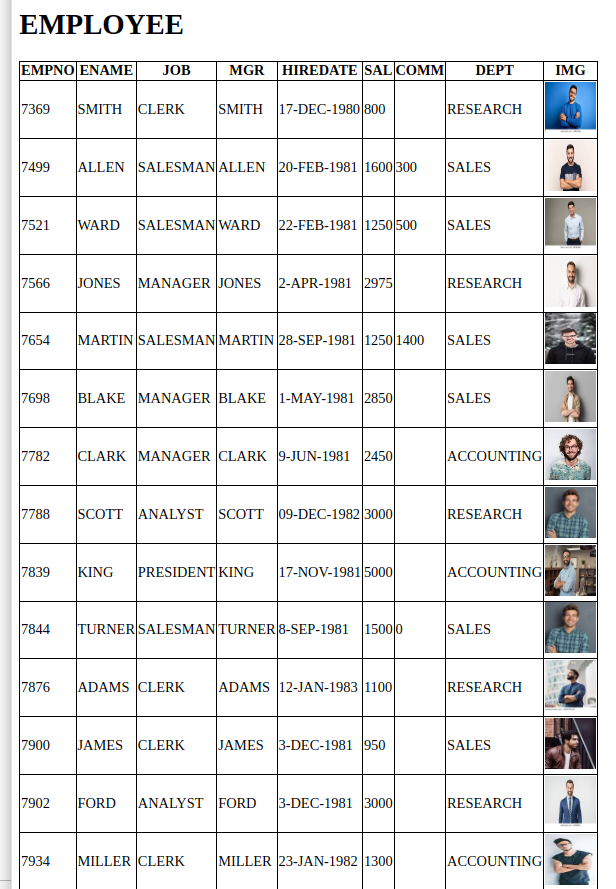 EMPLOYEE
EMPNO ENAME JOB MGR HIREDATE SAL COMM DEPT IMG
7369 SMITH CLERK SMITH 17-DEC-1980 800 RESEARCH
7499 ALLEN SALESMAN ALLEN 20-FEB-1981 1600 300 SALES
7521 WARD SALESMAN WARD 22-FEB-1981 1250 500 SALES
7566 JONES MANAGER JONES 2-APR-1981 2975 RESEARCH
7654 MARTIN SALESMAN MARTIN 28-SEP-1981 1250 1400 SALES
7698 BLAKE MANAGER BLAKE 1-MAY-1981 2850 SALES
7782 CLARK MANAGER CLARK 9-JUN-1981 2450 ACCOUNTING
7788 SCOTT ANALYST SCOTT 09-DEC-1982 3000 RESEARCH
7839 KING PRESIDENT KING 17-NOV-1981 5000 ACCOUNTING
7844 TURNER SALESMAN TURNER 8-SEP-1981 1500 0 SALES
7876 ADAMS CLERK ADAMS 12-JAN-1983 1100 RESEARCH
7900 JAMES CLERK JAMES 3-DEC-1981 950 SALES
7902 FORD ANALYST FORD 3-DEC-1981 3000 RESEARCH
7934 MILLER CLERK MILLER 23-JAN-1982 1300 ACCOUNTING